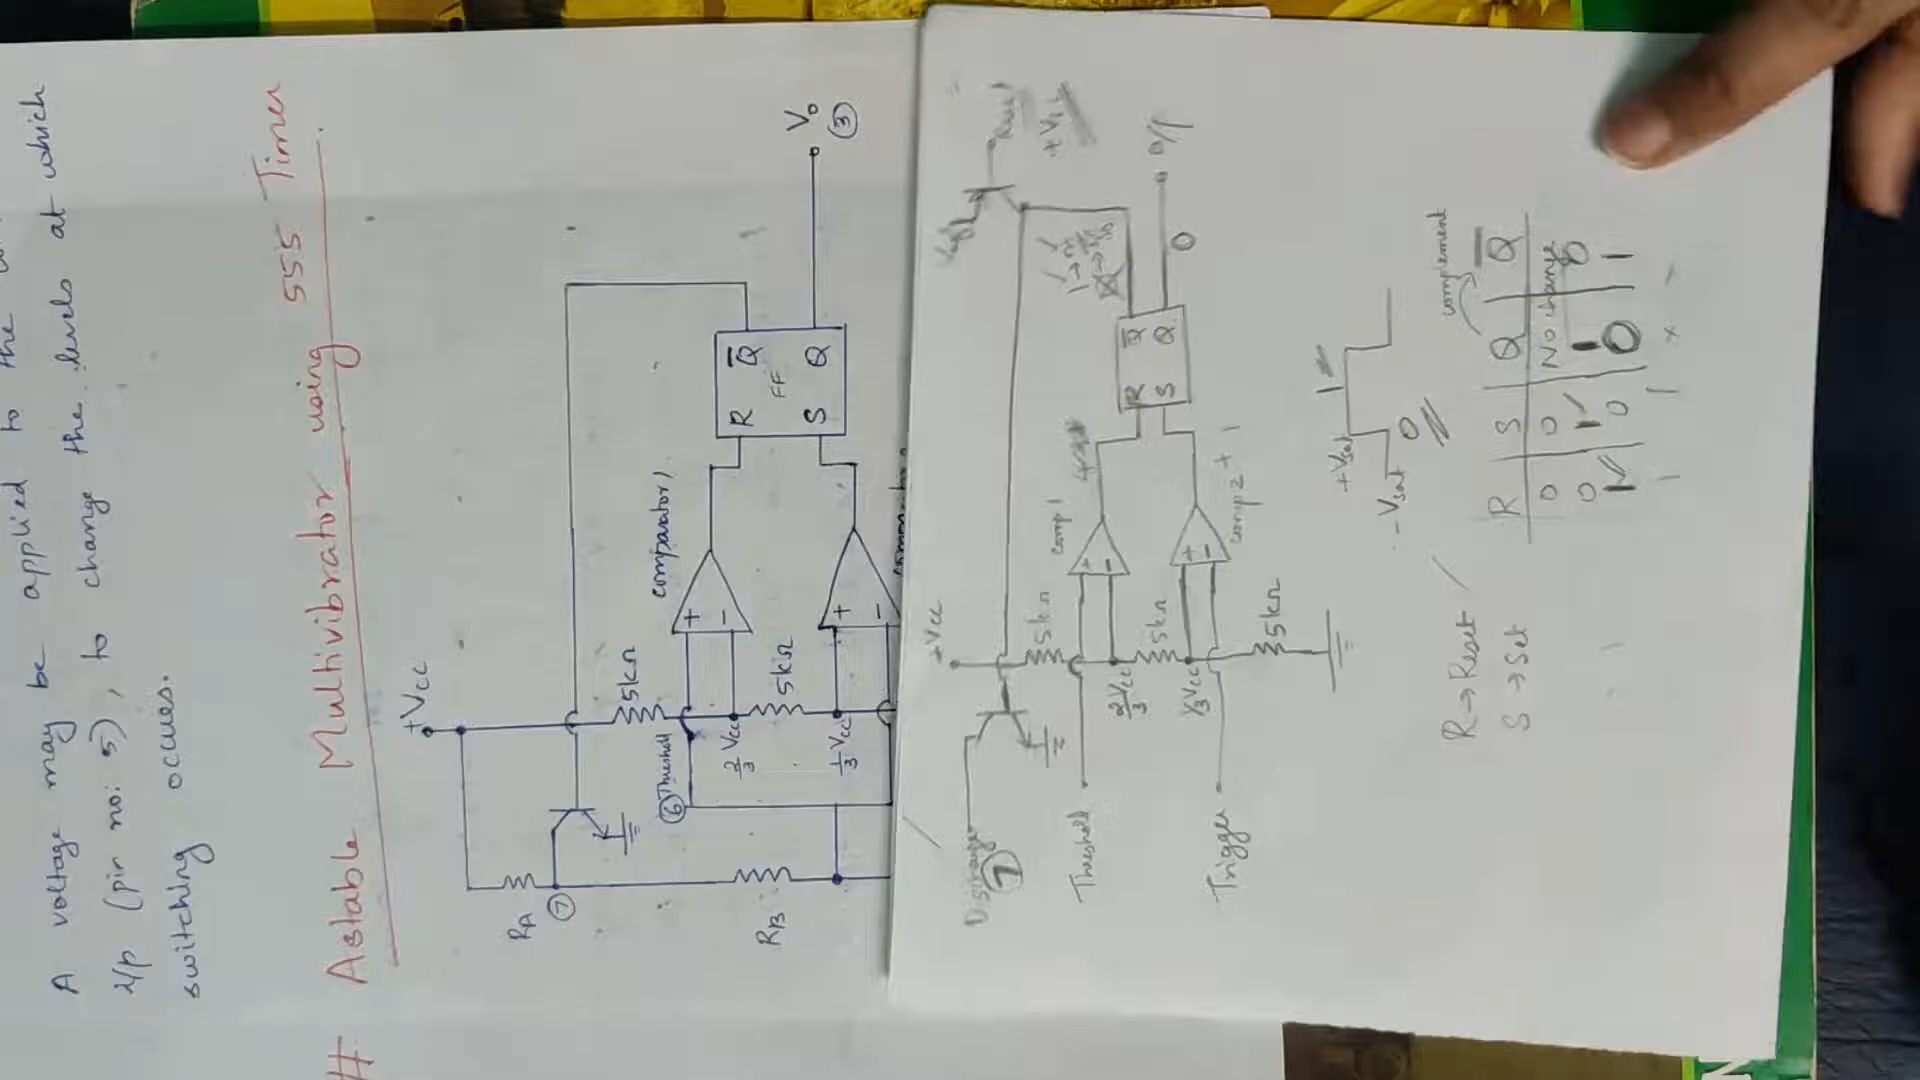 A voltage may be applied to the
i/p (pin no: 5), to change the levels at which
switching occurs.
# Astable Multivibrator using 555 Timer.
+Vcc
RA
7
RB
5kΩ
6 Threshold
2/3 Vcc
5kΩ
1/3 Vcc
comparator 1
+
-
+
-
R Q̅
FF
S Q
Vo
3
+Vcc
Discharge
7
Threshold
Trigger
5kΩ
2/3 Vcc
5kΩ
1/3 Vcc
5kΩ
comp 1
+
-
comp 2
+
-
+ 1
R Q̅
S Q
0
O/P
R → Reset
S → Set
+Vsat
- Vsat
1
0
complement
R S Q Q̅
0 0 No change
0 1 1 0
1 0 0 1
1 1 x -